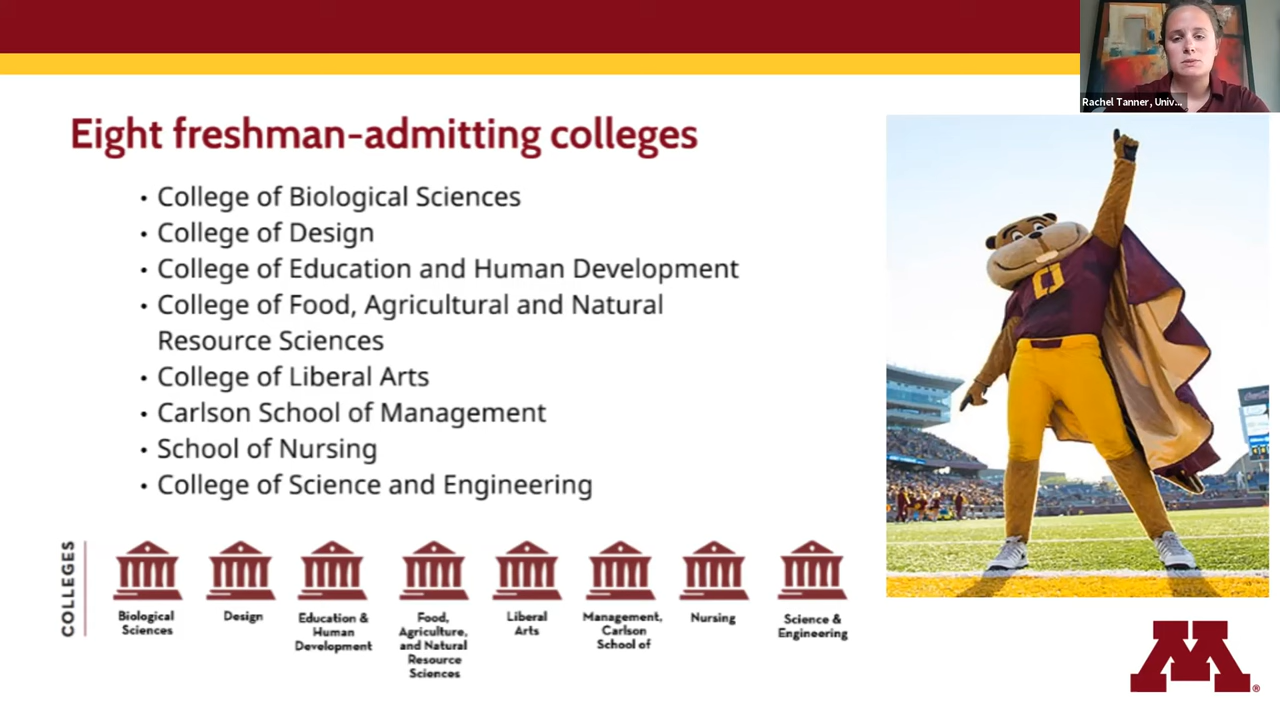 Rachel Tanner, Univ...
Eight freshman-admitting colleges
• College of Biological Sciences
• College of Design
• College of Education and Human Development
• College of Food, Agricultural and Natural
Resource Sciences
• College of Liberal Arts
• Carlson School of Management
• School of Nursing
• College of Science and Engineering
COLLEGES
Biological
Sciences
Design
Education &
Human
Development
Food,
Agriculture,
and Natural
Resource
Sciences
Liberal
Arts
Management,
Carlson
School of
Nursing
Science &
Engineering
M®